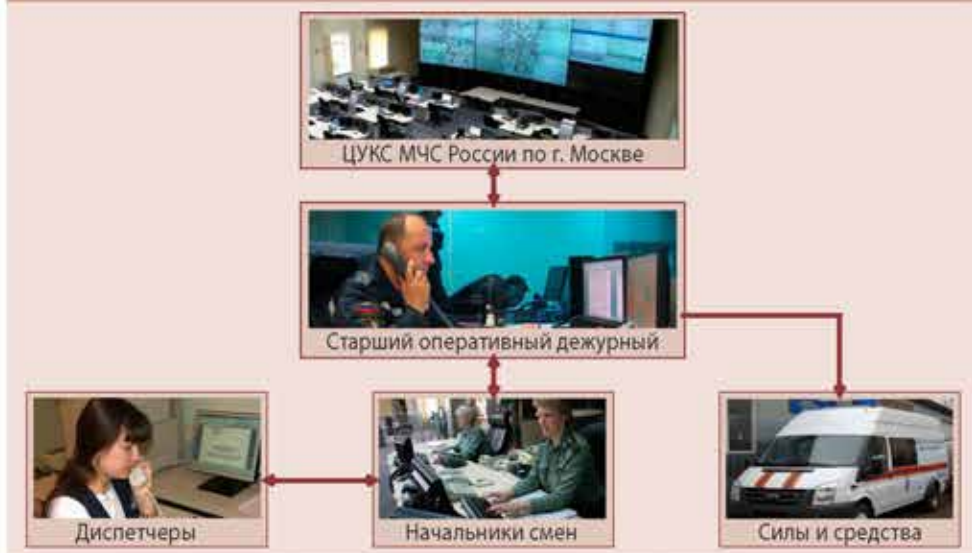 ЦУКС МЧС России по г. Москве
Старший оперативный дежурный
Диспетчеры
Начальники смен
Силы и средства